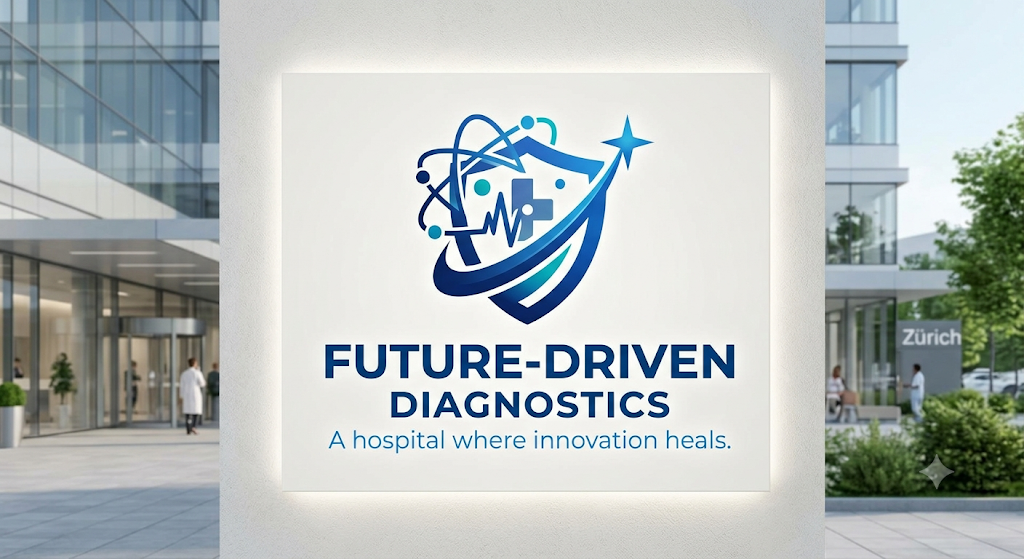 FUTURE-DRIVEN
DIAGNOSTICS
A hospital where innovation heals.
Zürich